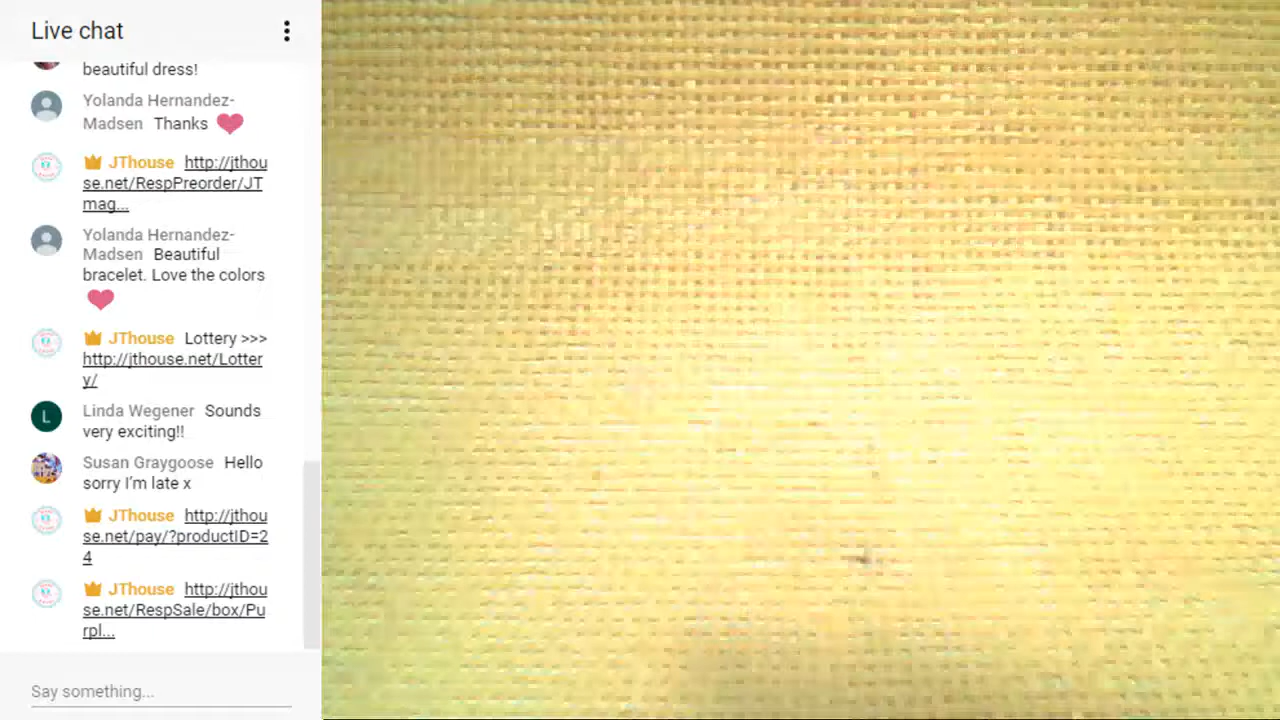 Live chat
beautiful dress!
Yolanda Hernandez-
Madsen Thanks
JThouse http://jthou
se.net/RespPreorder/JT
mag...
Yolanda Hernandez-
Madsen Beautiful
bracelet. Love the colors
JThouse Lottery >>>
http://jthouse.net/Lotter
y/
L Linda Wegener Sounds
very exciting!!
Susan Graygoose Hello
sorry I'm late x
JThouse http://jthou
se.net/pay/?productID=2
4
JThouse http://jthou
se.net/RespSale/box/Pu
rpl...
Say something...